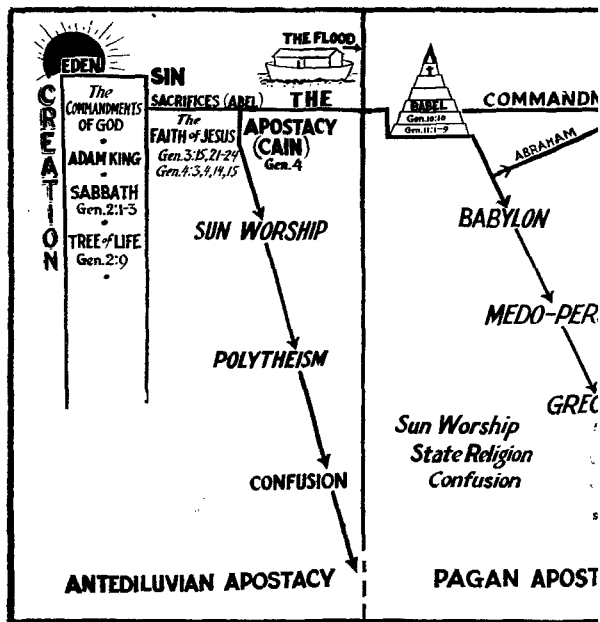 THE FLOOD
EDEN
CREATION
The
COMMANDMENTS
OF GOD
• ADAM KING
•
SABBATH
Gen. 2:1-3
•
TREE of LIFE
Gen. 2:9
•
SIN
SACRIFICES (ABEL)
The
FAITH of JESUS
Gen. 3:15, 21-24
Gen. 4:3,4,14,15
THE
APOSTACY
(CAIN)
Gen. 4
SUN WORSHIP
POLYTHEISM
CONFUSION
ANTEDILUVIAN APOSTACY
BABEL
Gen. 10:10
Gen. 11:1-9
COMMANDM
ABRAHAM
BABYLON
MEDO-PER
GREC
Sun Worship
State Religion
Confusion
PAGAN APOST